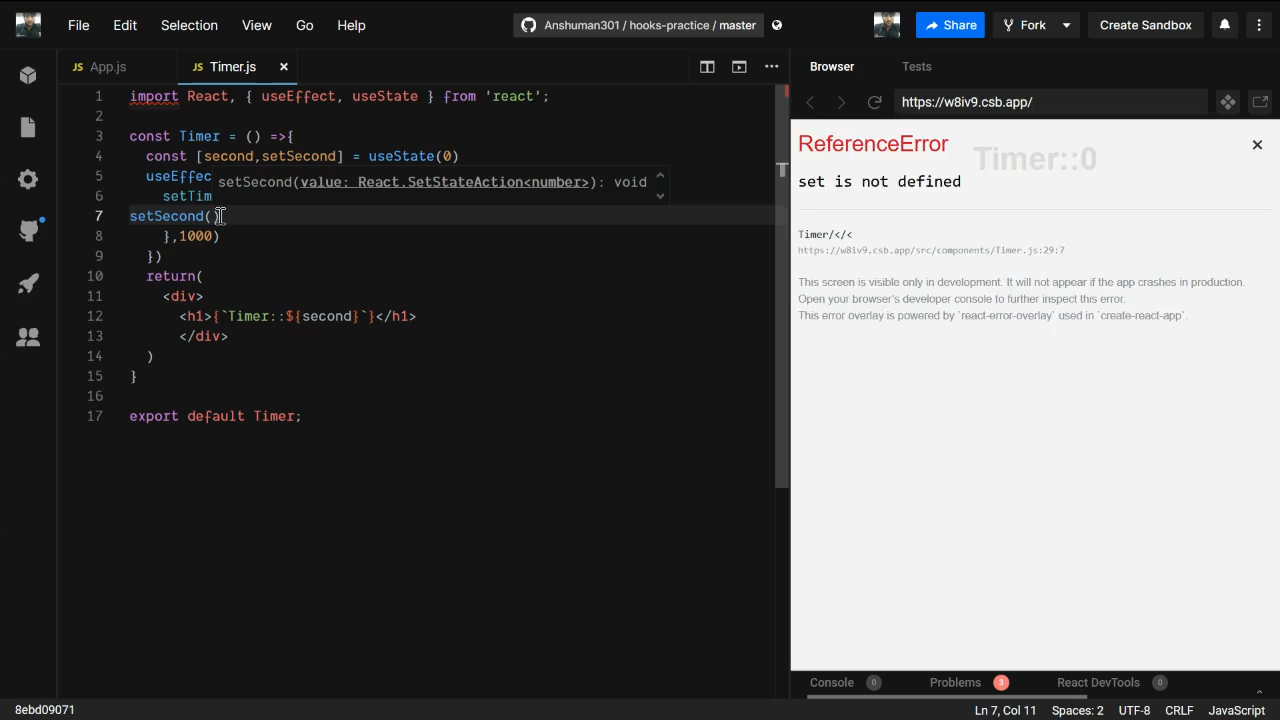 File Edit Selection View Go Help
Anshuman301 / hooks-practice / master
Share Fork Create Sandbox
JS App.js JS Timer.js
Browser Tests
https://w8iv9.csb.app/
1 import React, { useEffect, useState } from 'react';
2
3 const Timer = () =>{
4 const [second,setSecond] = useState(0)
5 useEffec
setSecond(value: React.SetStateAction<number>): void
6 setTim
7 setSecond()
8 },1000)
9 })
10 return(
11 <div>
12 <h1>{`Timer::${second}`}</h1>
13 </div>
14 )
15 }
16
17 export default Timer;
ReferenceError
Timer::0
set is not defined
Timer/</<
https://w8iv9.csb.app/src/components/Timer.js:29:7
This screen is visible only in development. It will not appear if the app crashes in production.
Open your browser's developer console to further inspect this error.
This error overlay is powered by `react-error-overlay` used in `create-react-app`.
Console 0 Problems 3 React DevTools 0
8ebd09071 Ln 7, Col 11 Spaces: 2 UTF-8 CRLF JavaScript